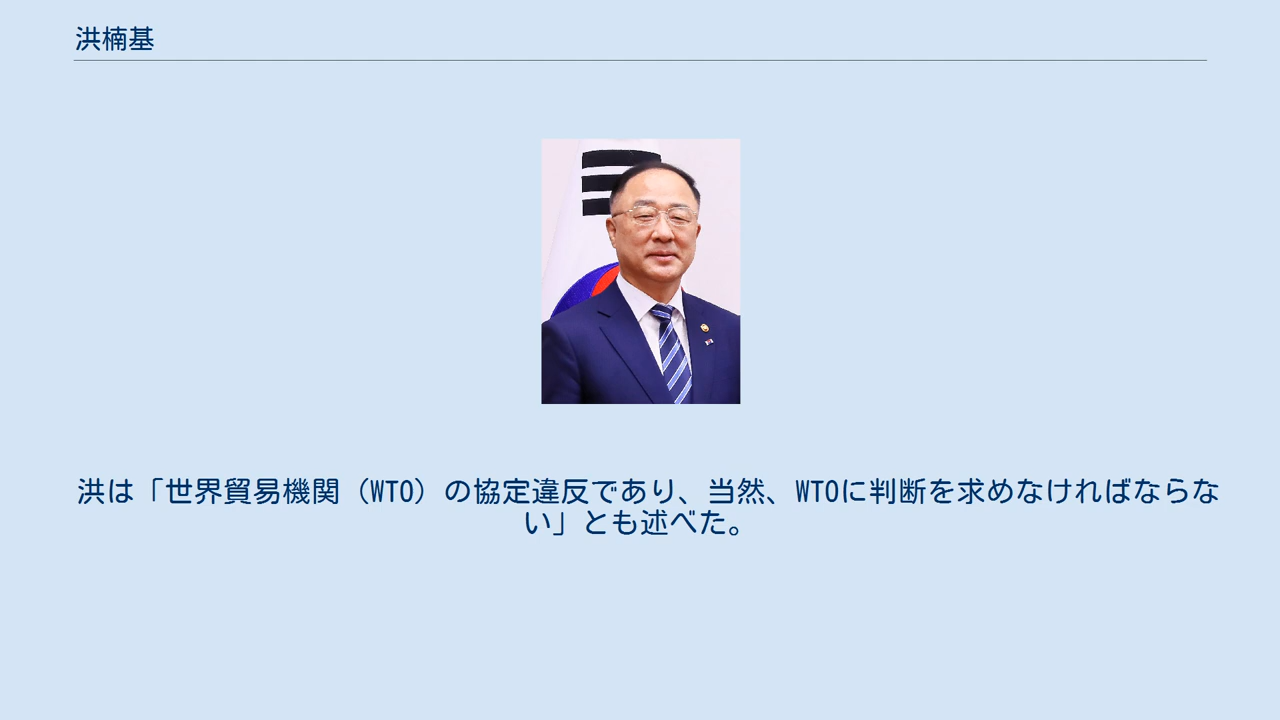 洪楠基
洪は「世界貿易機関（WTO）の協定違反であり、当然、WTOに判断を求めなければならな
い」とも述べた。